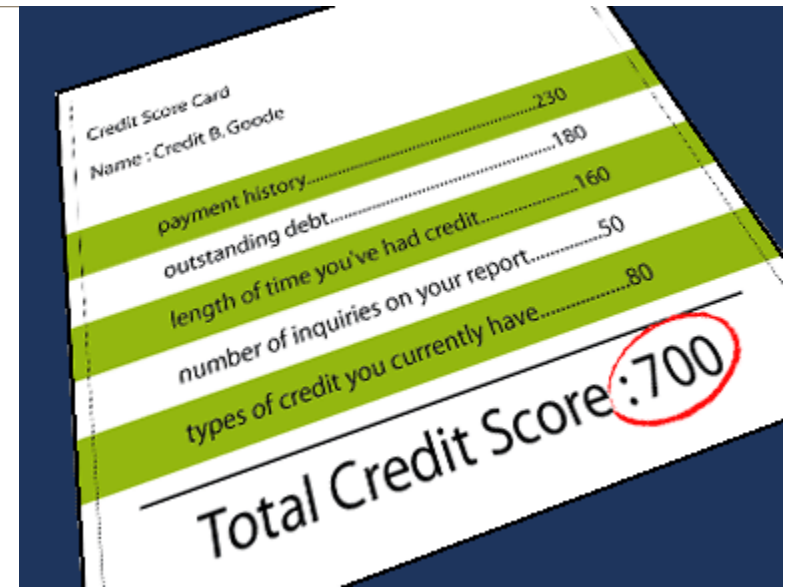 Credit Score Card
Name : Credit B. Goode
payment history..............................................230
outstanding debt.............................................180
length of time you've had credit...................160
number of inquiries on your report..............50
types of credit you currently have.................80
Total Credit Score :700